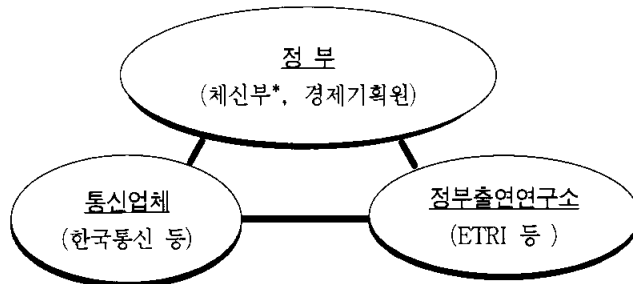 정 부
(체신부*, 경제기획원)
통신업체
(한국통신 등)
정부출연연구소
(ETRI 등 )